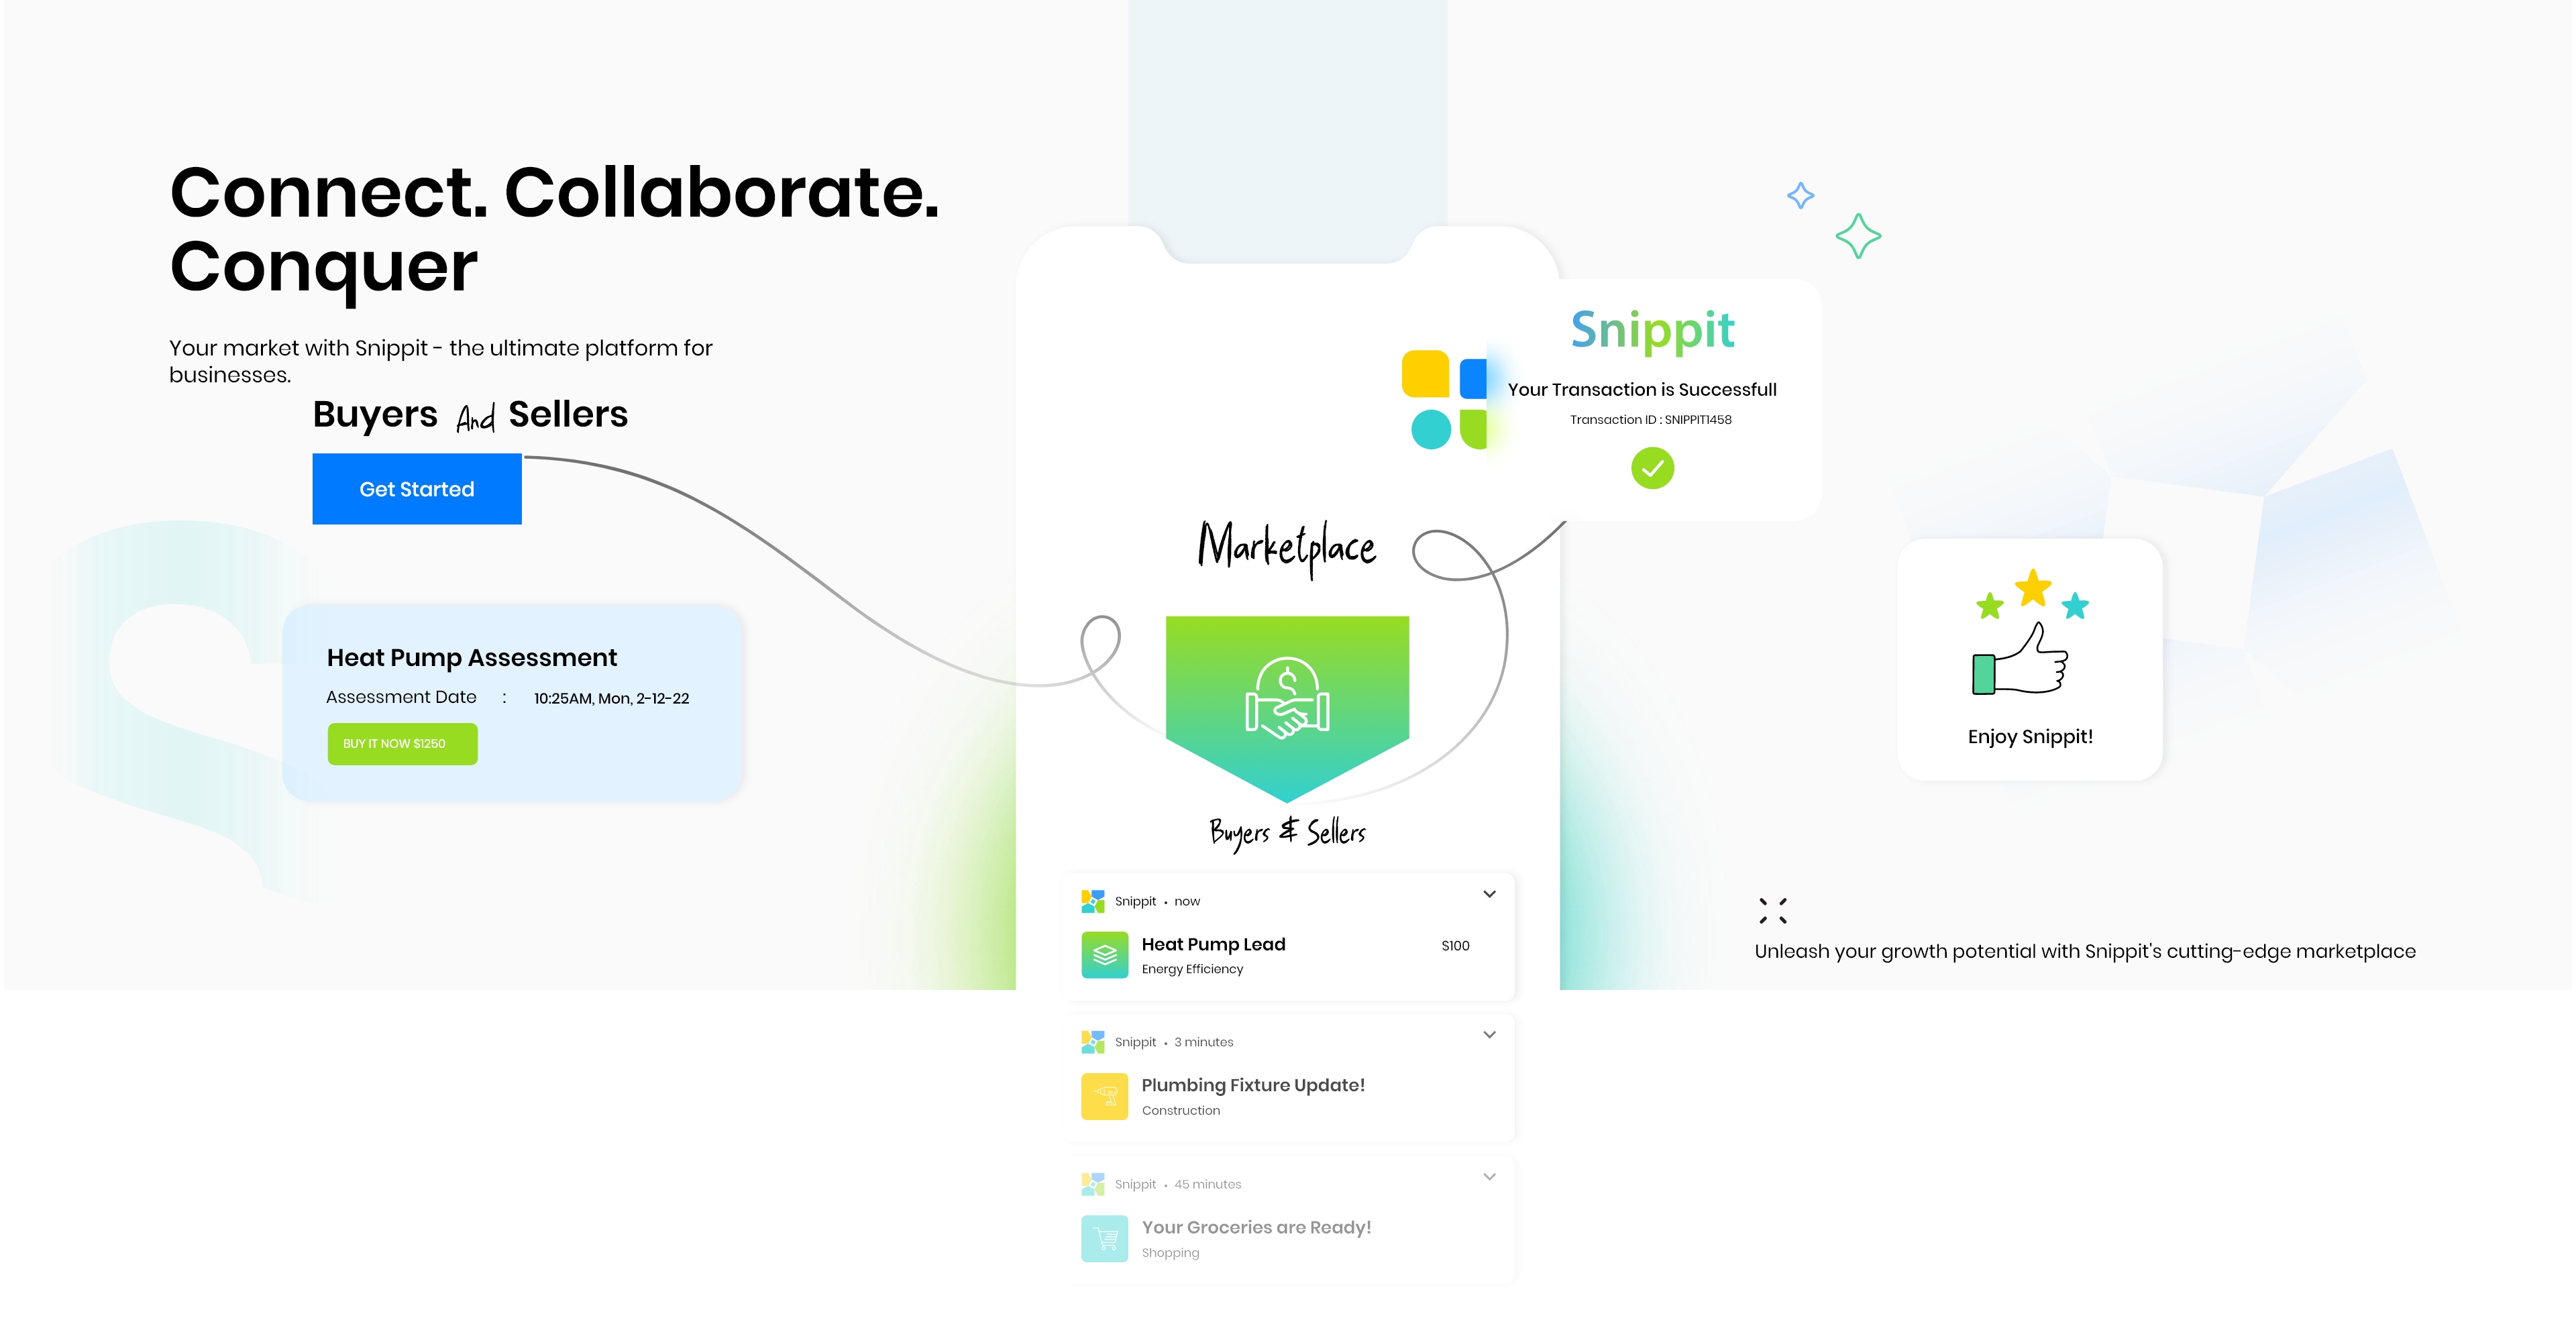 Connect. Collaborate.
Conquer
Your market with Snippit - the ultimate platform for
businesses.
Buyers And Sellers
Get Started
Heat Pump Assessment
Assessment Date : 10:25AM, Mon, 2-12-22
BUY IT NOW $1250
Snippit
Your Transaction is Successfull
Transaction ID : SNIPPIT1458
Marketplace
Buyers & Sellers
Snippit • now
Heat Pump Lead $100
Energy Efficiency
Snippit • 3 minutes
Plumbing Fixture Update!
Construction
Snippit • 45 minutes
Your Groceries are Ready!
Shopping
Enjoy Snippit!
Unleash your growth potential with Snippit's cutting-edge marketplace